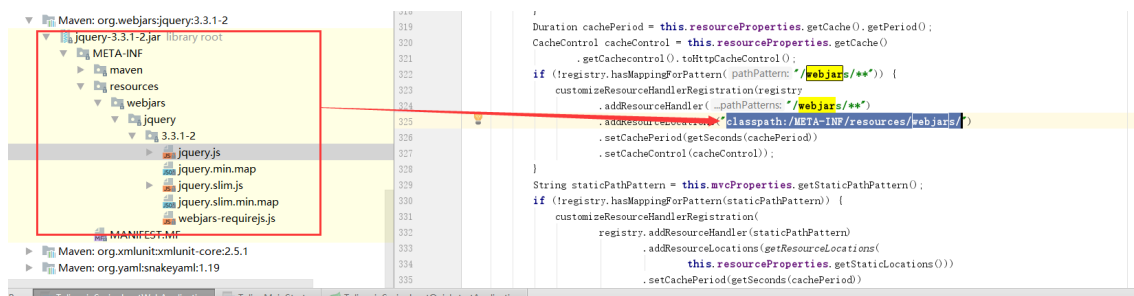 Maven: org.webjars:jquery:3.3.1-2
jquery-3.3.1-2.jar library root
META-INF
maven
resources
webjars
jquery
3.3.1-2
jquery.js
jquery.min.map
jquery.slim.js
jquery.slim.min.map
webjars-requirejs.js
MANIFEST.MF
Maven: org.xmlunit:xmlunit-core:2.5.1
Maven: org.yaml:snakeyaml:1.19
318 }
319 Duration cachePeriod = this.resourceProperties.getCache().getPeriod();
320 CacheControl cacheControl = this.resourceProperties.getCache()
321 .getCachecontrol().toHttpCacheControl();
322 if (!registry.hasMappingForPattern( pathPattern: "/webjars/**")) {
323 customizeResourceHandlerRegistration(registry
324 .addResourceHandler( ...pathPatterns: "/webjars/**")
325 .addResourceLocations("classpath:/META-INF/resources/webjars/")
326 .setCachePeriod(getSeconds(cachePeriod))
327 .setCacheControl(cacheControl));
328 }
329 String staticPathPattern = this.mvcProperties.getStaticPathPattern();
330 if (!registry.hasMappingForPattern(staticPathPattern)) {
331 customizeResourceHandlerRegistration(
332 registry.addResourceHandler(staticPathPattern)
333 .addResourceLocations(getResourceLocations(
334 this.resourceProperties.getStaticLocations()))
335 .setCachePeriod(getSeconds(cachePeriod))